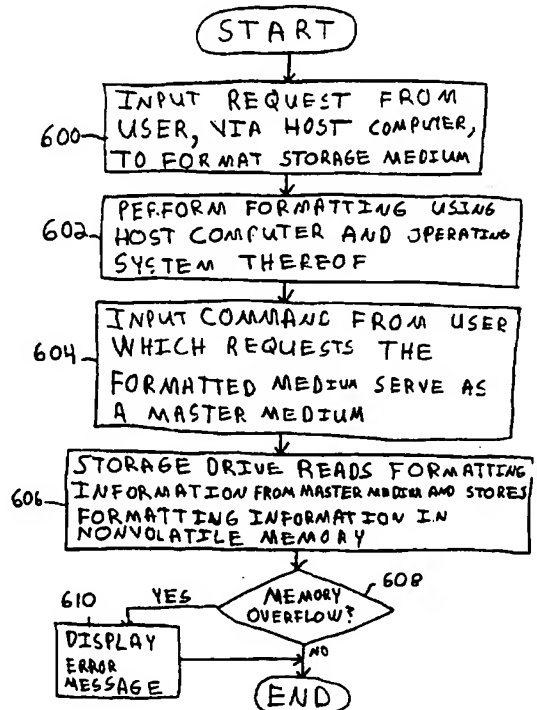 START
INPUT REQUEST FROM
USER, VIA HOST COMPUTER,
TO FORMAT STORAGE MEDIUM
600
PERFORM FORMATTING USING
HOST COMPUTER AND OPERATING
SYSTEM THEREOF
602
INPUT COMMAND FROM USER
WHICH REQUESTS THE
FORMATTED MEDIUM SERVE AS
A MASTER MEDIUM
604
STORAGE DRIVE READS FORMATTING
INFORMATION FROM MASTER MEDIUM AND STORES
FORMATTING INFORMATION IN
NONVOLATILE MEMORY
606
MEMORY
OVERFLOW?
608
YES
NO
610
DISPLAY
ERROR
MESSAGE
END